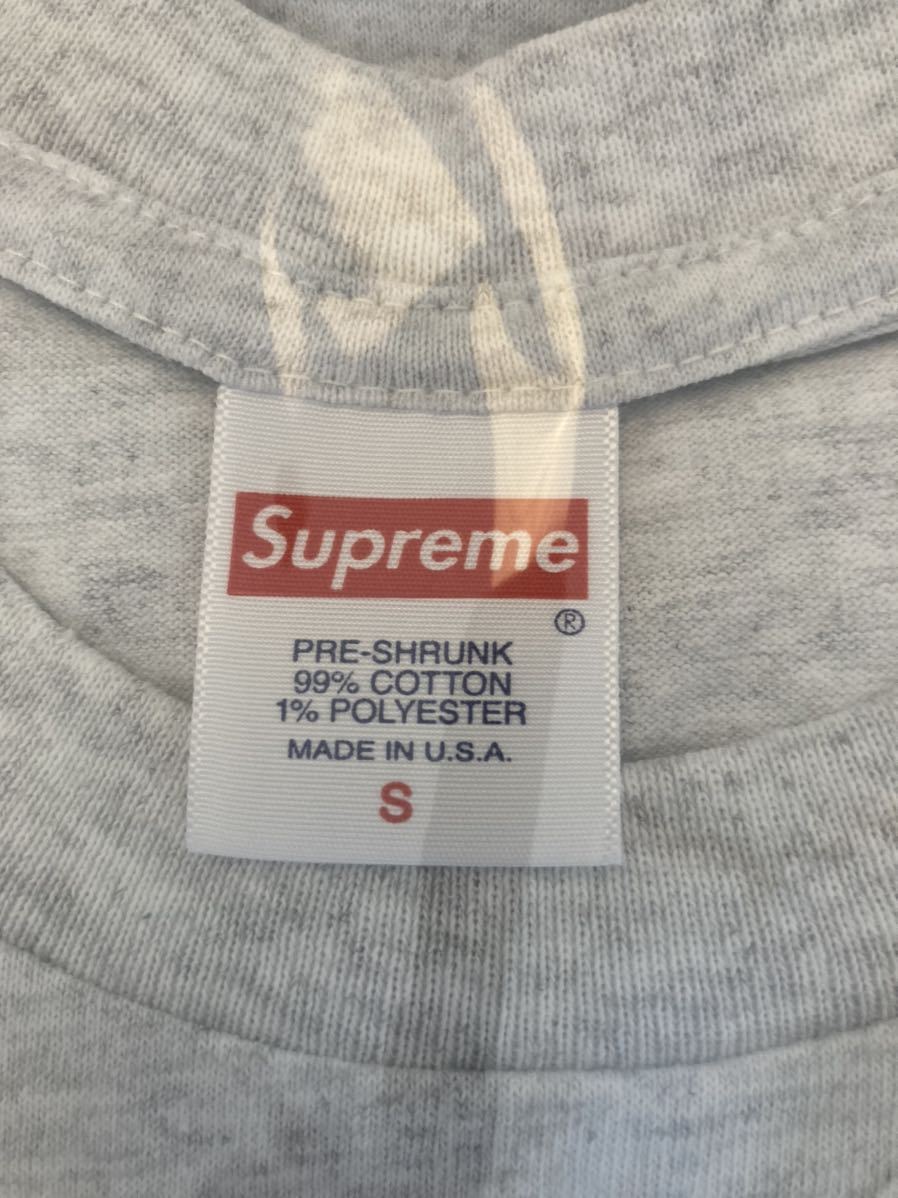 Supreme
®
PRE-SHRUNK
99% COTTON
1% POLYESTER
MADE IN U.S.A.
S